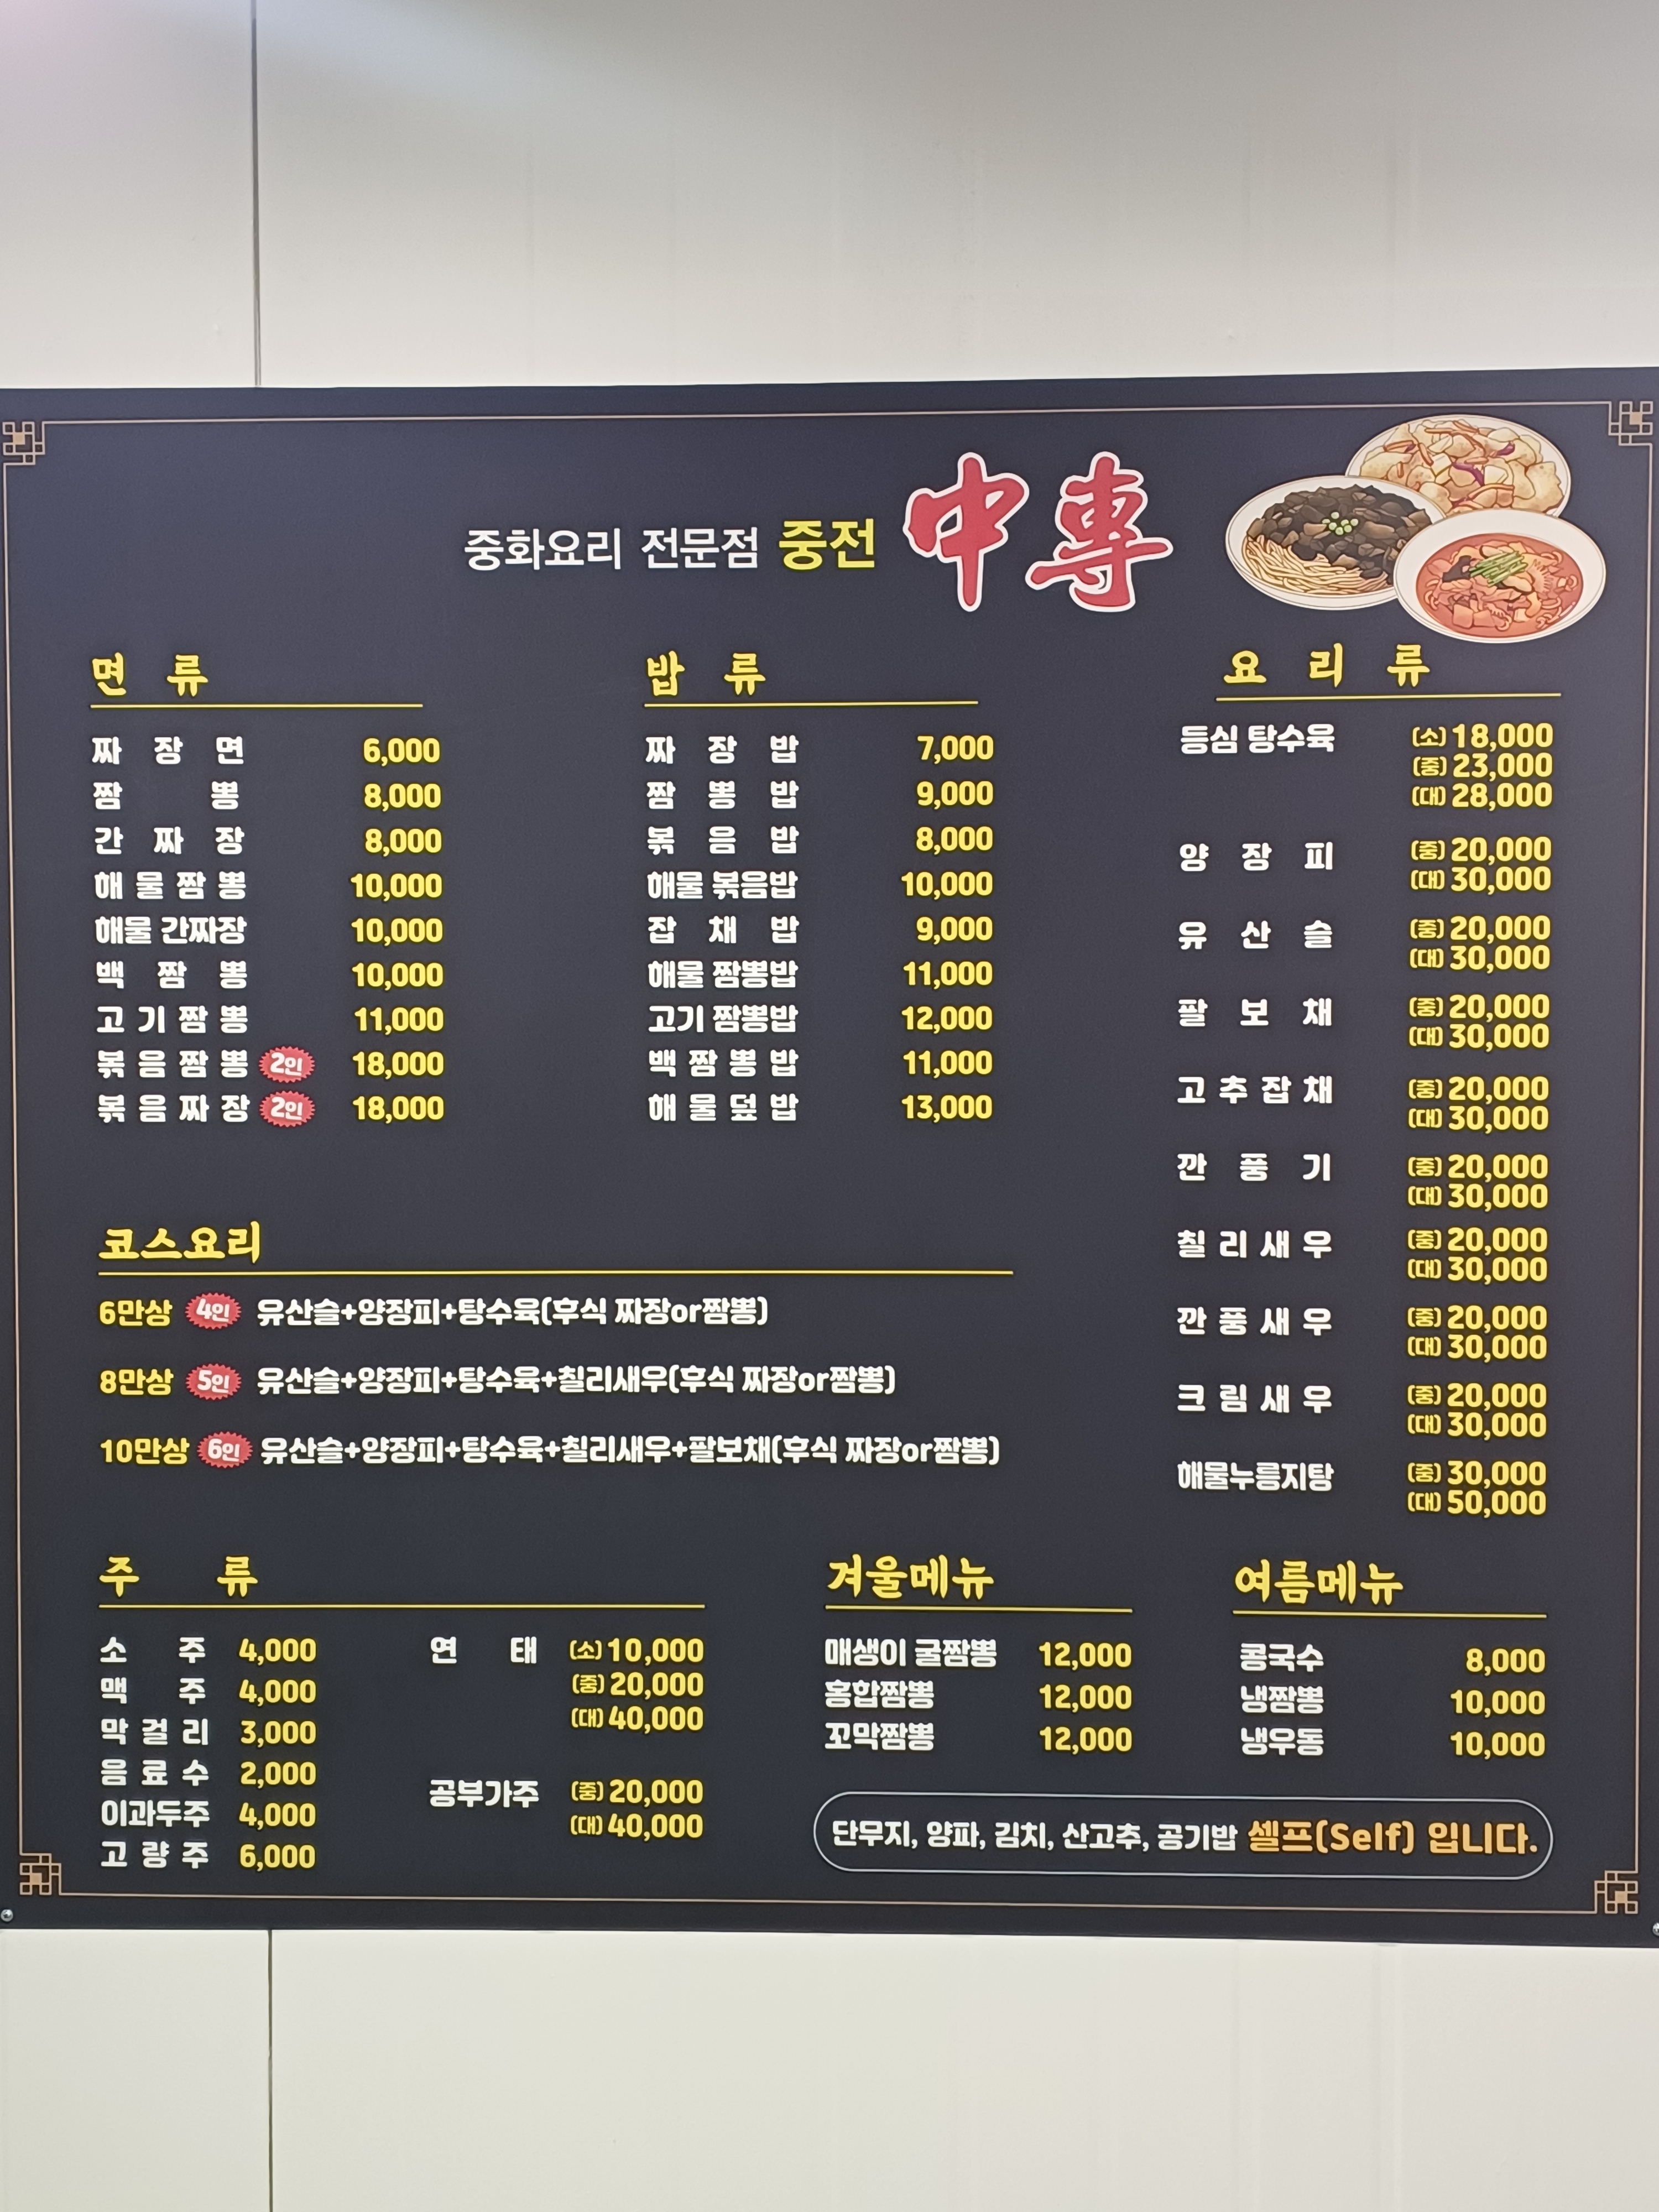 중화요리 전문점 중전 中專
면 류
짜 장 면 6,000
짬 뽕 8,000
간 짜 장 8,000
해 물 짬 뽕 10,000
해물 간짜장 10,000
백 짬 뽕 10,000
고 기 짬 뽕 11,000
볶 음 짬 뽕 2인 18,000
볶 음 짜 장 2인 18,000
밥 류
짜 장 밥 7,000
짬 뽕 밥 9,000
볶 음 밥 8,000
해물 볶음밥 10,000
잡 채 밥 9,000
해물 짬뽕밥 11,000
고기 짬뽕밥 12,000
백 짬 뽕 밥 11,000
해 물 덮 밥 13,000
요 리 류
등심 탕수육 (소) 18,000
(중) 23,000
(대) 28,000
양 장 피 (중) 20,000
(대) 30,000
유 산 슬 (중) 20,000
(대) 30,000
팔 보 채 (중) 20,000
(대) 30,000
고 추 잡 채 (중) 20,000
(대) 30,000
깐 풍 기 (중) 20,000
(대) 30,000
칠 리 새 우 (중) 20,000
(대) 30,000
깐 풍 새 우 (중) 20,000
(대) 30,000
크 림 새 우 (중) 20,000
(대) 30,000
해물누릉지탕 (중) 30,000
(대) 50,000
코스요리
6만상 4인 유산슬+양장피+탕수육(후식 짜장or짬뽕)
8만상 5인 유산슬+양장피+탕수육+칠리새우(후식 짜장or짬뽕)
10만상 6인 유산슬+양장피+탕수육+칠리새우+팔보채(후식 짜장or짬뽕)
주 류
소 주 4,000
맥 주 4,000
막 걸 리 3,000
음 료 수 2,000
이과두주 4,000
고 량 주 6,000
연 태 (소) 10,000
(중) 20,000
(대) 40,000
공부가주 (중) 20,000
(대) 40,000
겨울메뉴
매생이 굴짬뽕 12,000
홍합짬뽕 12,000
꼬막짬뽕 12,000
여름메뉴
콩국수 8,000
냉짬뽕 10,000
냉우동 10,000
단무지, 양파, 김치, 산고추, 공기밥 셀프(Self) 입니다.